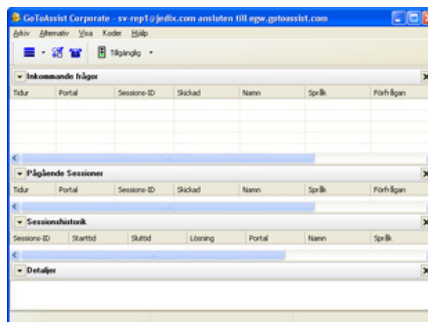 GoToAssist Corporate - sv-rep1@jedix.com ansluten till egw.gotoassist.com
Arkiv Alternativ Visa Koder Hjälp
Tillgänglig
Inkommande frågor
Tidur Portal Sessions-ID Skickad Namn Språk Förfrågan
Pågående Sessioner
Tidur Portal Sessions-ID Skickad Namn Språk Förfrågan
Sessionshistorik
Sessions-ID Starttid Sluttid Lösning Portal Namn Språk
Detaljer